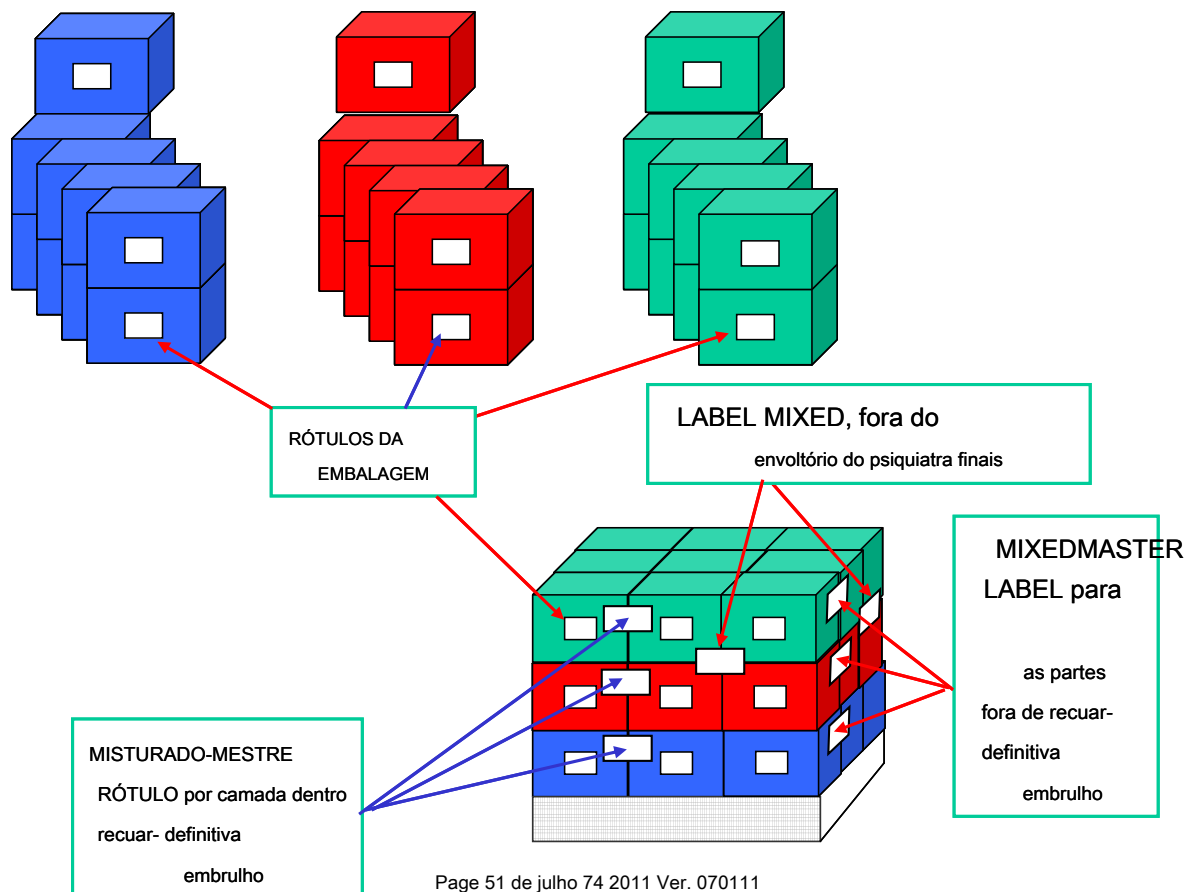 RÓTULOS DA
EMBALAGEM
LABEL MIXED, fora do
envoltório do psiquiatra finais
MIXEDMASTER
LABEL para
as partes
fora de recuar-
definitiva
embrulho
MISTURADO-MESTRE
RÓTULO por camada dentro
recuar- definitiva
embrulho
Page 51 de julho 74 2011 Ver. 070111